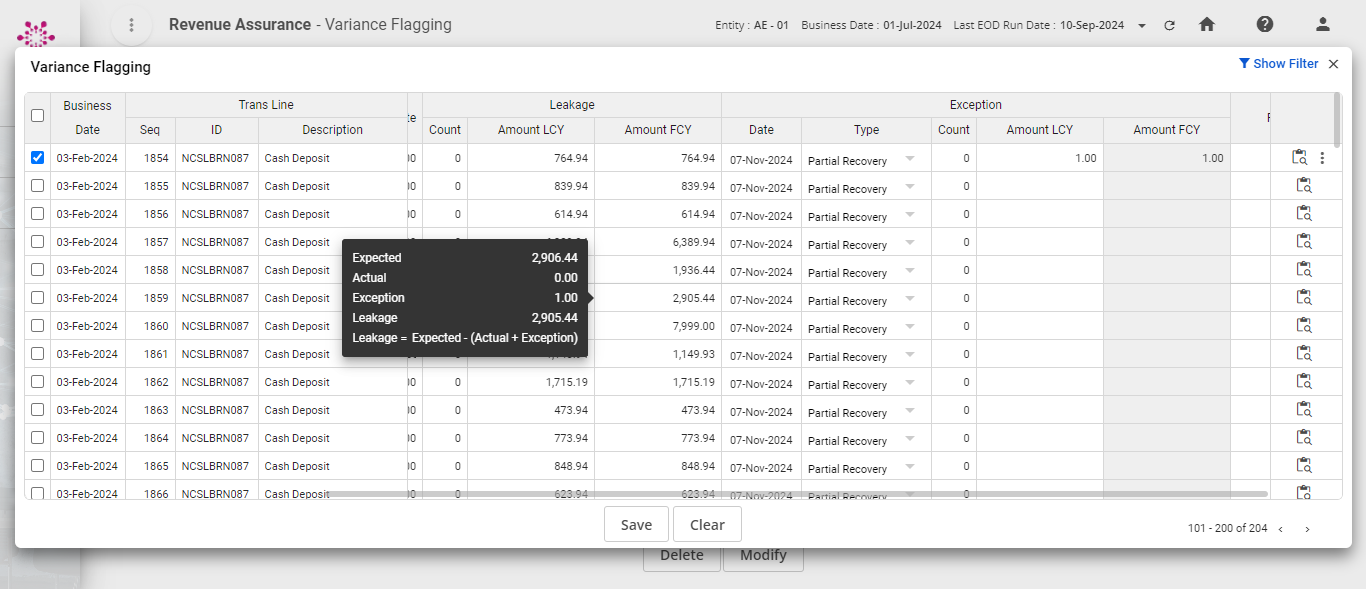 Revenue Assurance - Variance Flagging
Entity : AE - 01 Business Date : 01-Jul-2024 Last EOD Run Date : 10-Sep-2024
Variance Flagging
Show Filter
Business Date Trans Line Leakage Exception
Seq ID Description Count Amount LCY Amount FCY Date Type Count Amount LCY Amount FCY
03-Feb-2024 1854 NCSLBRN087 Cash Deposit 0 764.94 764.94 07-Nov-2024 Partial Recovery 0 1.00 1.00
03-Feb-2024 1855 NCSLBRN087 Cash Deposit 0 839.94 839.94 07-Nov-2024 Partial Recovery 0
03-Feb-2024 1856 NCSLBRN087 Cash Deposit 0 614.94 614.94 07-Nov-2024 Partial Recovery 0
03-Feb-2024 1857 NCSLBRN087 Cash Deposit 6,389.94 07-Nov-2024 Partial Recovery 0
03-Feb-2024 1858 NCSLBRN087 Cash Deposit 1,936.44 07-Nov-2024 Partial Recovery 0
03-Feb-2024 1859 NCSLBRN087 Cash Deposit 2,905.44 07-Nov-2024 Partial Recovery 0
03-Feb-2024 1860 NCSLBRN087 Cash Deposit 7,999.00 07-Nov-2024 Partial Recovery 0
03-Feb-2024 1861 NCSLBRN087 Cash Deposit 1,149.93 07-Nov-2024 Partial Recovery 0
03-Feb-2024 1862 NCSLBRN087 Cash Deposit 0 1,715.19 1,715.19 07-Nov-2024 Partial Recovery 0
03-Feb-2024 1863 NCSLBRN087 Cash Deposit 0 473.94 473.94 07-Nov-2024 Partial Recovery 0
03-Feb-2024 1864 NCSLBRN087 Cash Deposit 0 773.94 773.94 07-Nov-2024 Partial Recovery 0
03-Feb-2024 1865 NCSLBRN087 Cash Deposit 0 848.94 848.94 07-Nov-2024 Partial Recovery 0
03-Feb-2024 1866 NCSLBRN087 Cash Deposit 0 623.94 623.94 07-Nov-2024 Partial Recovery 0
Expected 2,906.44
Actual 0.00
Exception 1.00
Leakage 2,905.44
Leakage = Expected - (Actual + Exception)
Save Clear
101 - 200 of 204
Delete Modify